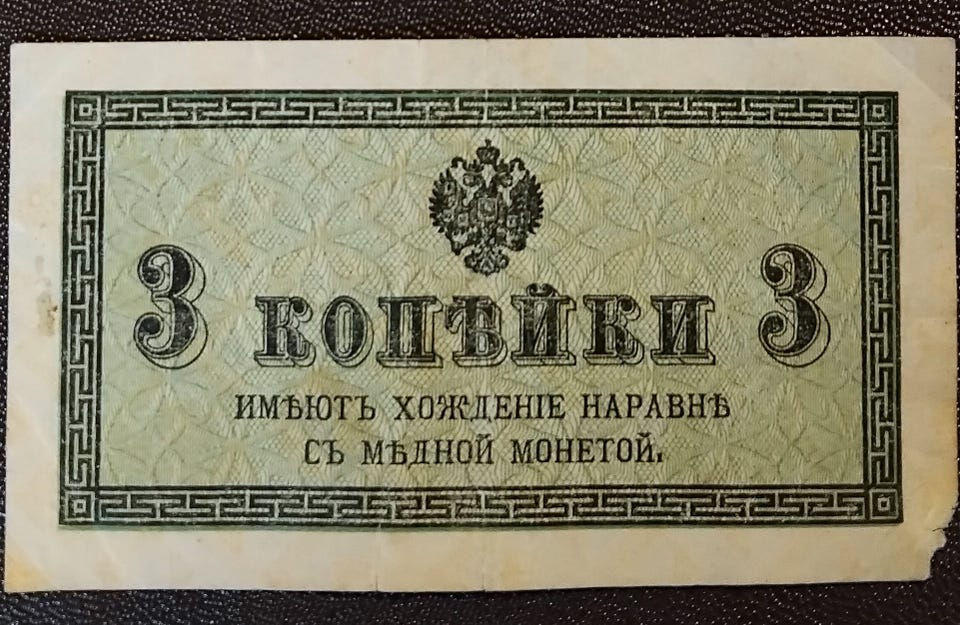 3 КОПѢЙКИ 3
ИМѢЮТЪ ХОЖДЕНІЕ НАРАВНѢ
СЪ МѢДНОЙ МОНЕТОЙ.